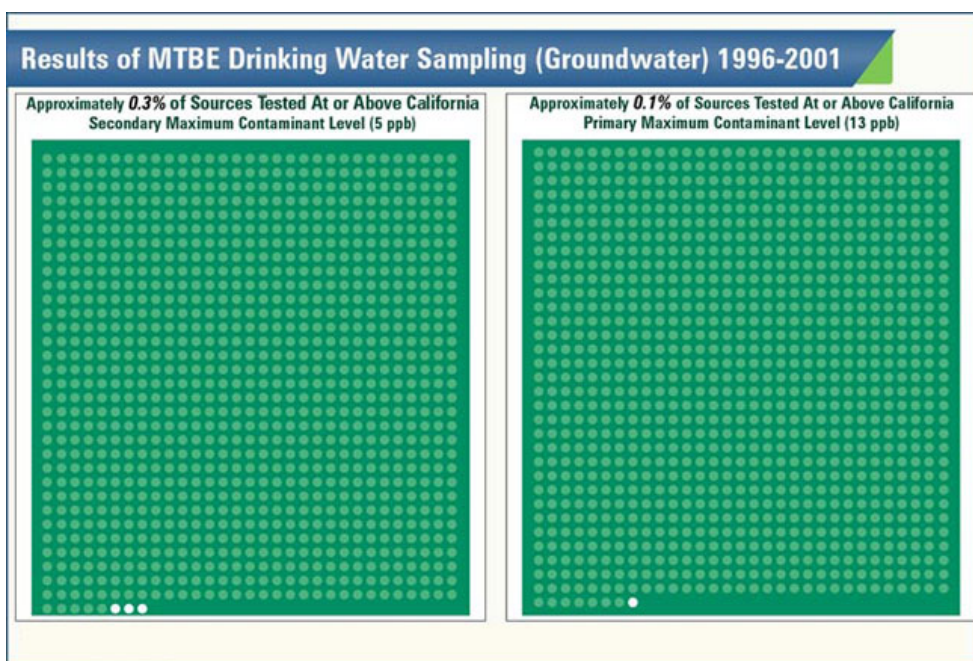 Results of MTBE Drinking Water Sampling (Groundwater) 1996-2001
Approximately 0.3% of Sources Tested At or Above California
Secondary Maximum Contaminant Level (5 ppb)
Approximately 0.1% of Sources Tested At or Above California
Primary Maximum Contaminant Level (13 ppb)